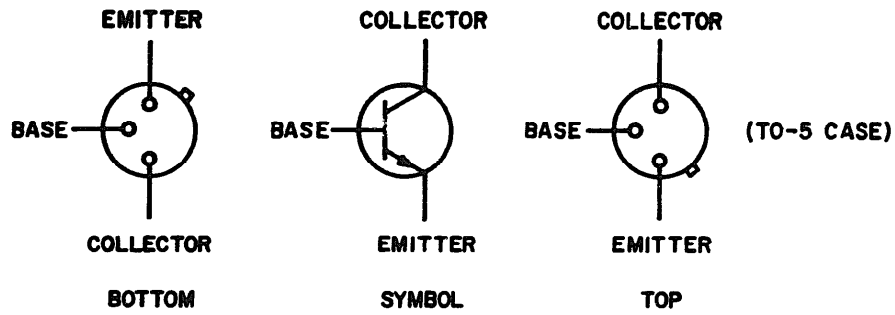 EMITTER COLLECTOR COLLECTOR
BASE BASE BASE (TO-5 CASE)
COLLECTOR EMITTER EMITTER
BOTTOM SYMBOL TOP